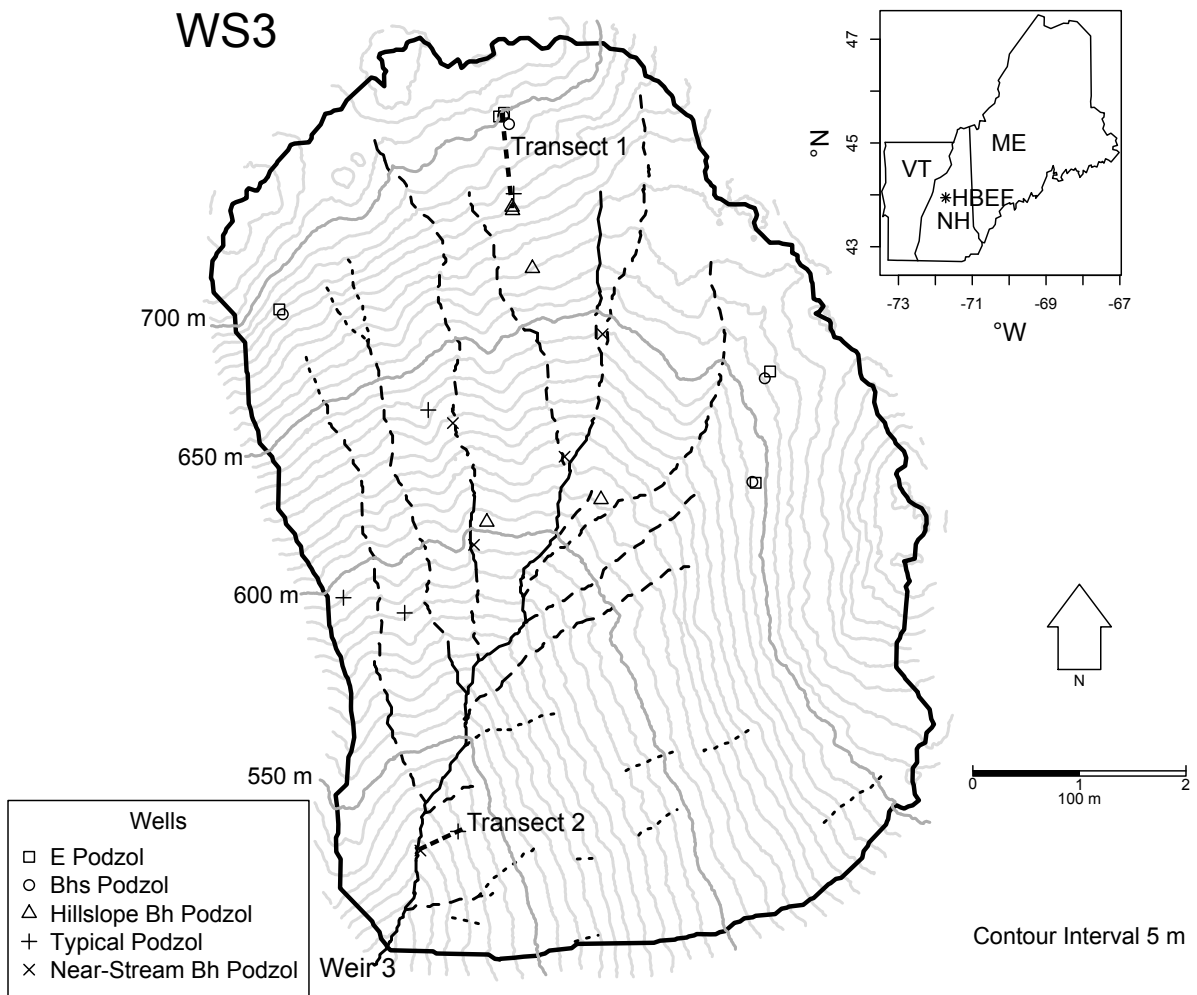 WS3
Transect 1
700 m
650 m
600 m
550 m
Transect 2
Weir 3
Wells
E Podzol
Bhs Podzol
Hillslope Bh Podzol
Typical Podzol
Near-Stream Bh Podzol
47
45
43
°N
VT
ME
*HBEF
NH
-73
-71
-69
-67
°W
N
0
1
2
100 m
Contour Interval 5 m